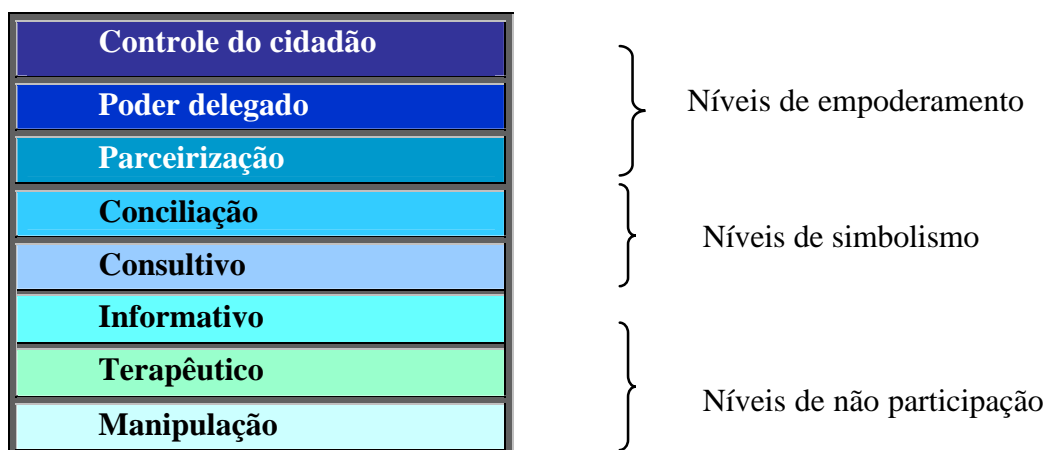 Controle do cidadão
Poder delegado
Parceirização
Conciliação
Consultivo
Informativo
Terapêutico
Manipulação
Níveis de empoderamento
Níveis de simbolismo
Níveis de não participação